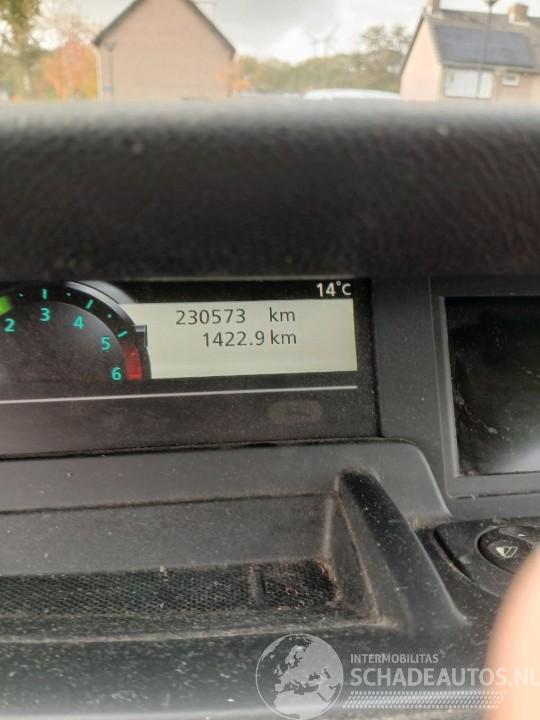 14°C
230573 km
1422.9 km
2 3 4 5 6
INTERMOBILITAS
SCHADEAUTOS.NL